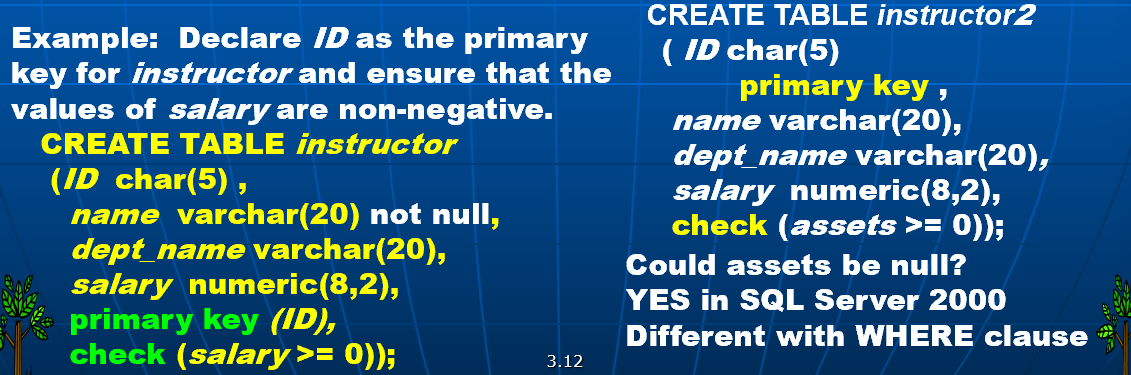 Example: Declare ID as the primary
key for instructor and ensure that the
values of salary are non-negative.
CREATE TABLE instructor
(ID char(5) ,
name varchar(20) not null,
dept_name varchar(20),
salary numeric(8,2),
primary key (ID),
check (salary >= 0));
CREATE TABLE instructor2
( ID char(5)
primary key ,
name varchar(20),
dept_name varchar(20),
salary numeric(8,2),
check (assets >= 0));
Could assets be null?
YES in SQL Server 2000
Different with WHERE clause
3.12